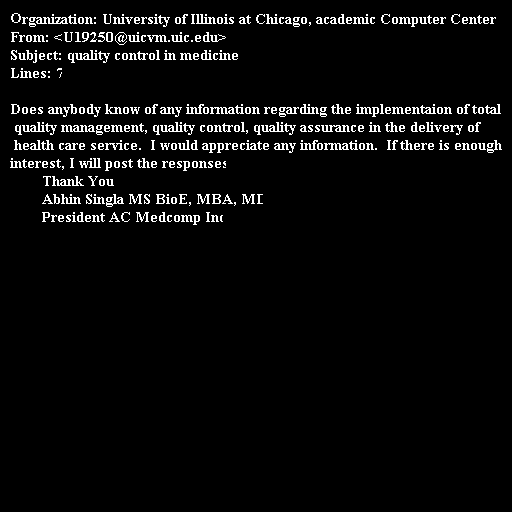 Organization: University of Illinois at Chicago, academic Computer Center
From: <U19250@uicvm.uic.edu>
Subject: quality control in medicine
Lines: 7
Does anybody know of any information regarding the implementaion of total
quality management, quality control, quality assurance in the delivery of
health care service.  I would appreciate any information.  If there is enough
interest, I will post the responses
Thank You
Abhin Singla MS BioE, MBA, MD
President AC Medcomp Inc